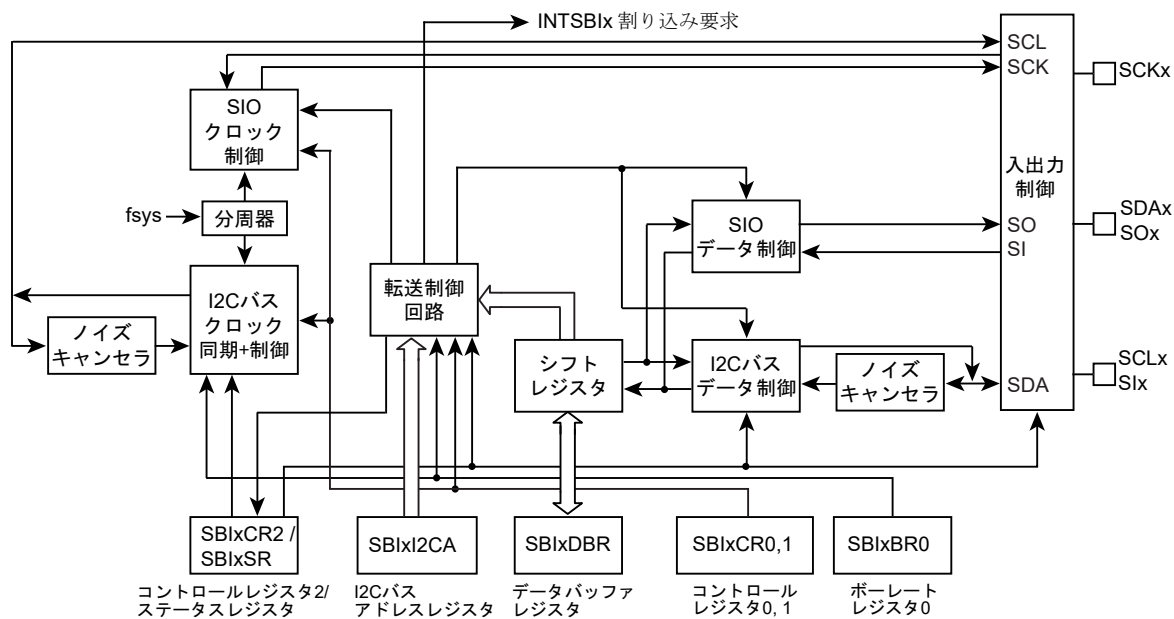 INTSBIx 割り込み要求
SCL
SCK
SCKx
SIO
クロック
制御
入出力
制御
fsys
分周器
SIO
データ制御
SO
SI
SDAx
SOx
I2Cバス
クロック
同期+制御
転送制御
回路
ノイズ
キャンセラ
シフト
レジスタ
I2Cバス
データ制御
ノイズ
キャンセラ
SDA
SCLx
SIx
SBIxCR2 /
SBIxSR
SBIxI2CA
SBIxDBR
SBIxCR0,1
SBIxBR0
コントロールレジスタ2/
ステータスレジスタ
I2Cバス
アドレスレジスタ
データバッファ
レジスタ
コントロール
レジスタ0, 1
ボーレート
レジスタ0